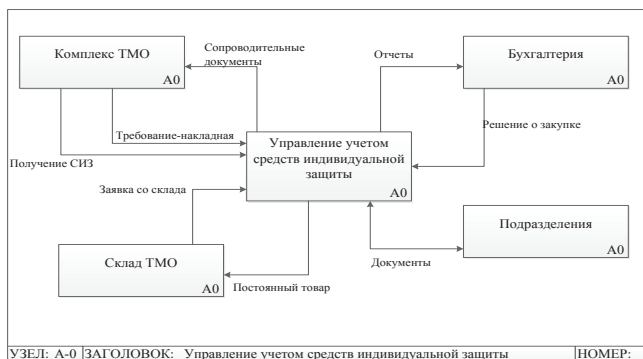 Комплекс ТМО
A0
Сопроводительные
документы
Отчеты
Бухгалтерия
A0
Требование-накладная
Получение СИЗ
Управление учетом
средств индивидуальной
защиты
A0
Решение о закупке
Заявка со склада
Склад ТМО
A0
Постоянный товар
Документы
Подразделения
A0
УЗЕЛ: A-0 ЗАГОЛОВОК: Управление учетом средств индивидуальной защиты НОМЕР: